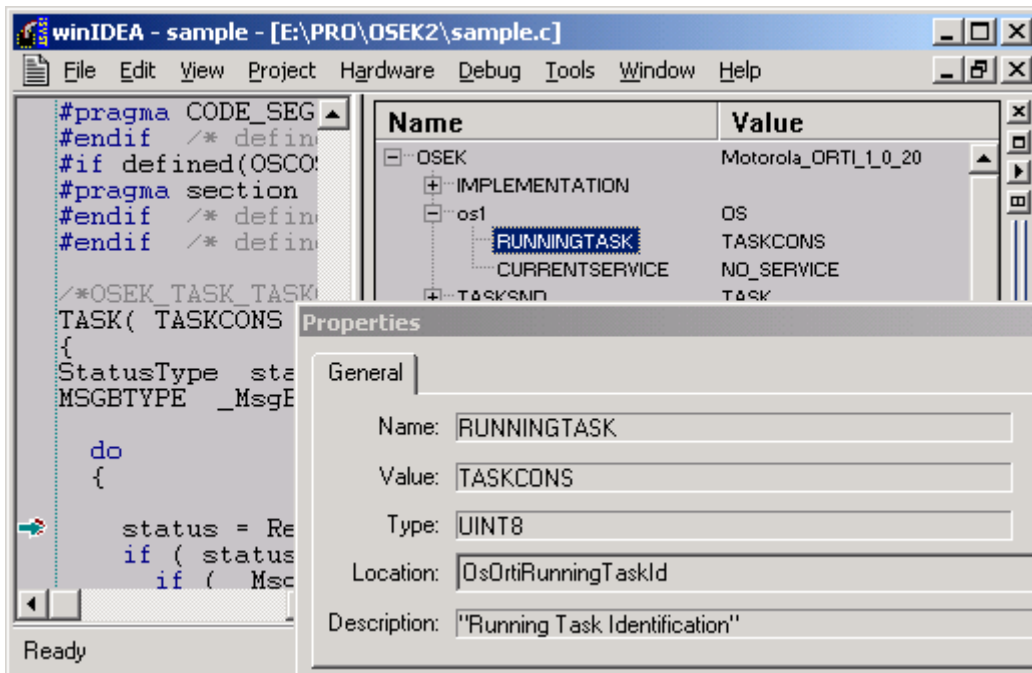 winIDEA - sample - [E:\PRO\OSEK2\sample.c]
File Edit View Project Hardware Debug Tools Window Help
#pragma CODE_SEG
#endif /* defin
#if defined(OSCO
#pragma section
#endif /* defin
#endif /* defin
/*OSEK_TASK_TASK
TASK( TASKCONS
{
StatusType sta
MSGBTYPE _MsgB
do
{
status = Re
if ( status
if ( _Msg
Name Value
OSEK Motorola_ORTI_1_0_20
IMPLEMENTATION
os1 OS
RUNNINGTASK TASKCONS
CURRENTSERVICE NO_SERVICE
TASKSND TASK
Properties
General
Name: RUNNINGTASK
Value: TASKCONS
Type: UINT8
Location: OsOrtiRunningTaskId
Description: "Running Task Identification"
Ready